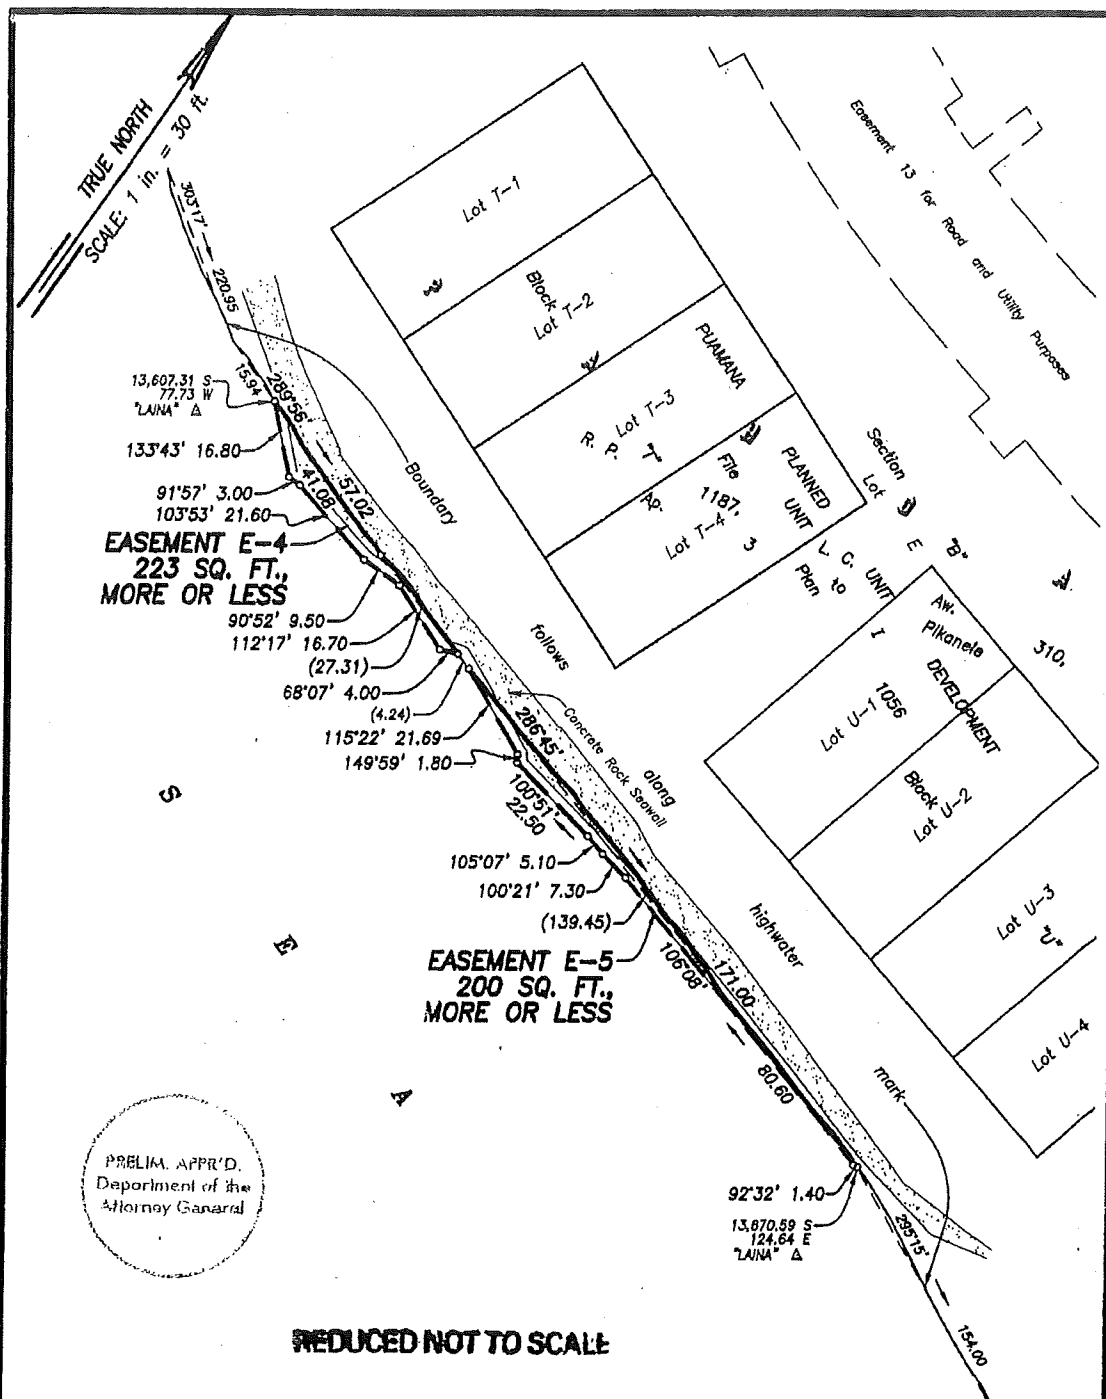 TRUE NORTH
SCALE: 1 in. = 30 ft.
303°17'
220.95
15.94
289°56'
57.02
41.08
13,607.31 S
77.73 W
"LAINA" Δ
133°43' 16.80
91°57' 3.00
103°53' 21.60
EASEMENT E-4
223 SQ. FT.,
MORE OR LESS
90°52' 9.50
112°17' 16.70
(27.31)
68°07' 4.00
(4.24)
115°22' 21.69
149°59' 1.80
100°51'
22.50
286°45'
105°07' 5.10
100°21' 7.30
(139.45)
EASEMENT E-5
200 SQ. FT.,
MORE OR LESS
106°08'
171.00
80.60
92°32' 1.40
13,870.59 S
124.64 E
"LAINA" Δ
295°15'
154.00
Boundary
follows
along
highwater
mark
Concrete Rock Seawall
Lot T-1
Block
Lot T-2
Lot T-3
"T"
Lot T-4
PUAMANA
PLANNED
UNIT
DEVELOPMENT
UNIT
I
R. P.
File
Ap.
1187,
3
L. C.
Plan
to
Section
Lot
E
"B"
Aw.
Pikanele
310,
1056
Lot U-1
Block
Lot U-2
Lot U-3
"U"
Lot U-4
Easement 13 for Road and Utility Purposes
S E A
PRELIM. APPR'D.
Department of the
Attorney General
REDUCED NOT TO SCALE